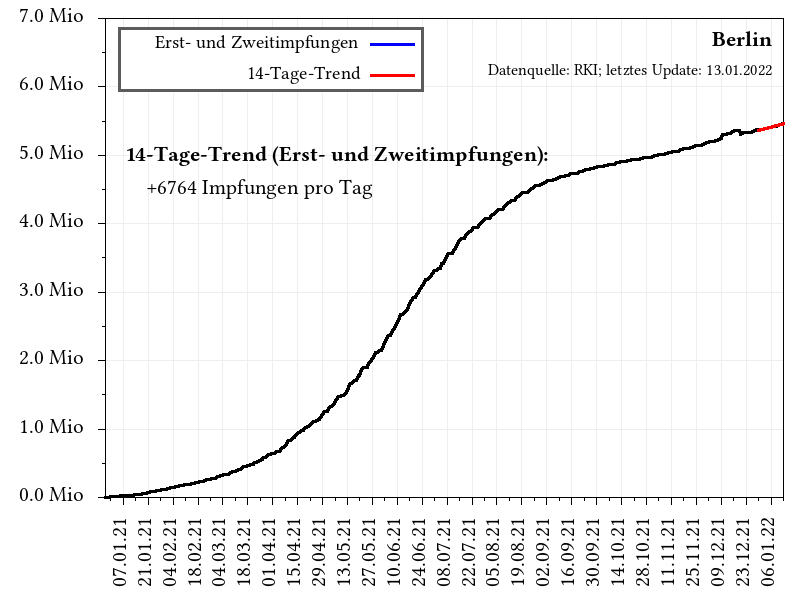 7.0 Mio
6.0 Mio
5.0 Mio
4.0 Mio
3.0 Mio
2.0 Mio
1.0 Mio
0.0 Mio
Erst- und Zweitimpfungen
14-Tage-Trend
Berlin
Datenquelle: RKI; letztes Update: 13.01.2022
14-Tage-Trend (Erst- und Zweitimpfungen):
+6764 Impfungen pro Tag
07.01.21
21.01.21
04.02.21
18.02.21
04.03.21
18.03.21
01.04.21
15.04.21
29.04.21
13.05.21
27.05.21
10.06.21
24.06.21
08.07.21
22.07.21
05.08.21
19.08.21
02.09.21
16.09.21
30.09.21
14.10.21
28.10.21
11.11.21
25.11.21
09.12.21
23.12.21
06.01.22